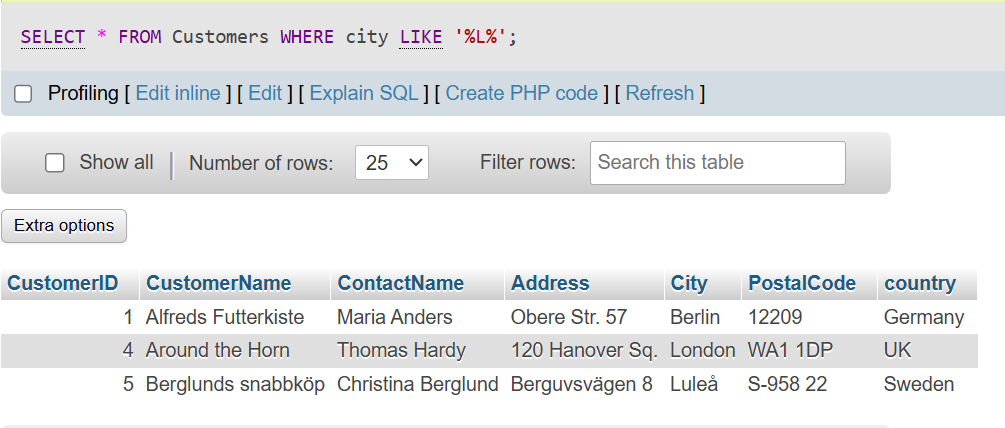 SELECT * FROM Customers WHERE city LIKE '%L%';
Profiling [ Edit inline ] [ Edit ] [ Explain SQL ] [ Create PHP code ] [ Refresh ]
Show all | Number of rows: 25 Filter rows: Search this table
Extra options
CustomerID CustomerName ContactName Address City PostalCode country
1 Alfreds Futterkiste Maria Anders Obere Str. 57 Berlin 12209 Germany
4 Around the Horn Thomas Hardy 120 Hanover Sq. London WA1 1DP UK
5 Berglunds snabbköp Christina Berglund Berguvsvägen 8 Luleå S-958 22 Sweden